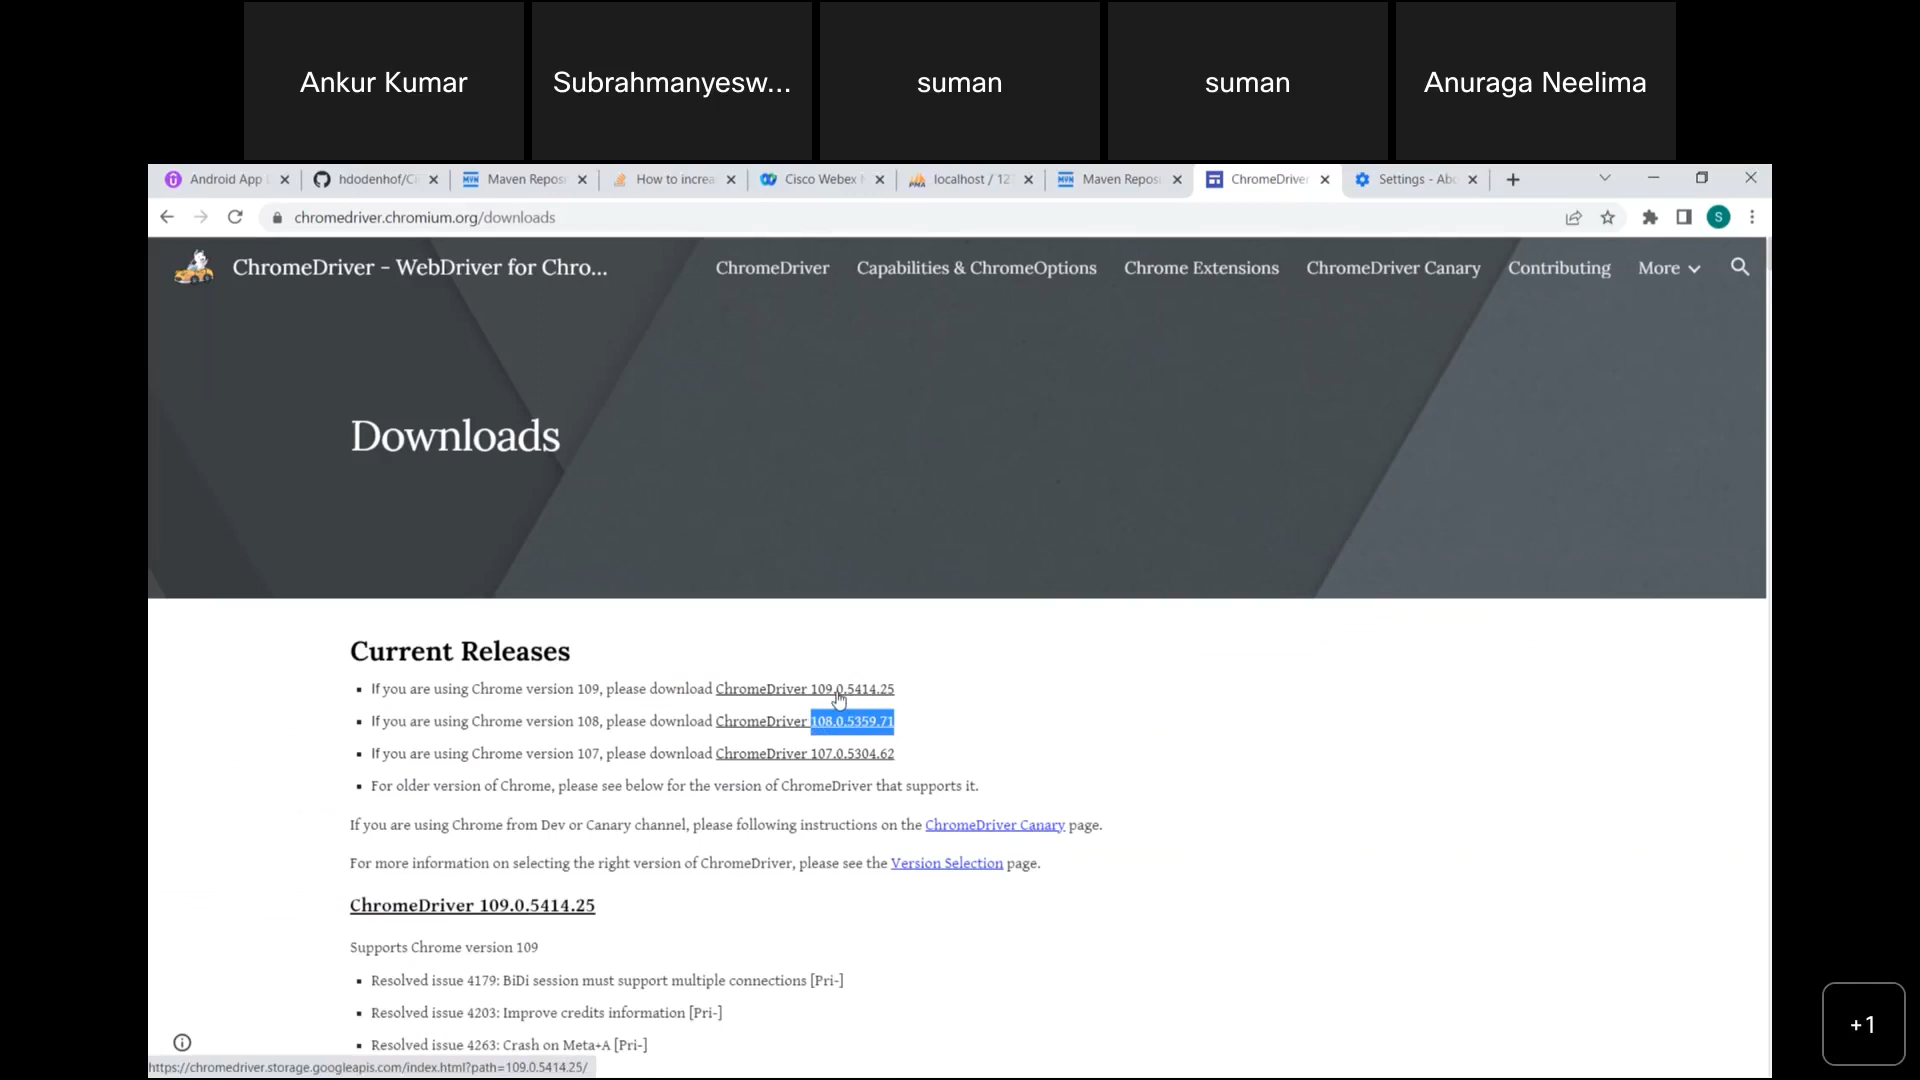 Ankur Kumar
Subrahmanyesw...
suman
suman
Anuraga Neelima
Android App
hdodenhof/Ci
Maven Repos
How to increa
Cisco Webex
localhost / 127
Maven Repos
ChromeDriver
Settings - Abo
chromedriver.chromium.org/downloads
S
ChromeDriver - WebDriver for Chro...
ChromeDriver
Capabilities & ChromeOptions
Chrome Extensions
ChromeDriver Canary
Contributing
More
Downloads
Current Releases
▪ If you are using Chrome version 109, please download ChromeDriver 109.0.5414.25
▪ If you are using Chrome version 108, please download ChromeDriver 108.0.5359.71
▪ If you are using Chrome version 107, please download ChromeDriver 107.0.5304.62
▪ For older version of Chrome, please see below for the version of ChromeDriver that supports it.
If you are using Chrome from Dev or Canary channel, please following instructions on the ChromeDriver Canary page.
For more information on selecting the right version of ChromeDriver, please see the Version Selection page.
ChromeDriver 109.0.5414.25
Supports Chrome version 109
▪ Resolved issue 4179: BiDi session must support multiple connections [Pri-]
▪ Resolved issue 4203: Improve credits information [Pri-]
▪ Resolved issue 4263: Crash on Meta+A [Pri-]
https://chromedriver.storage.googleapis.com/index.html?path=109.0.5414.25/
+1